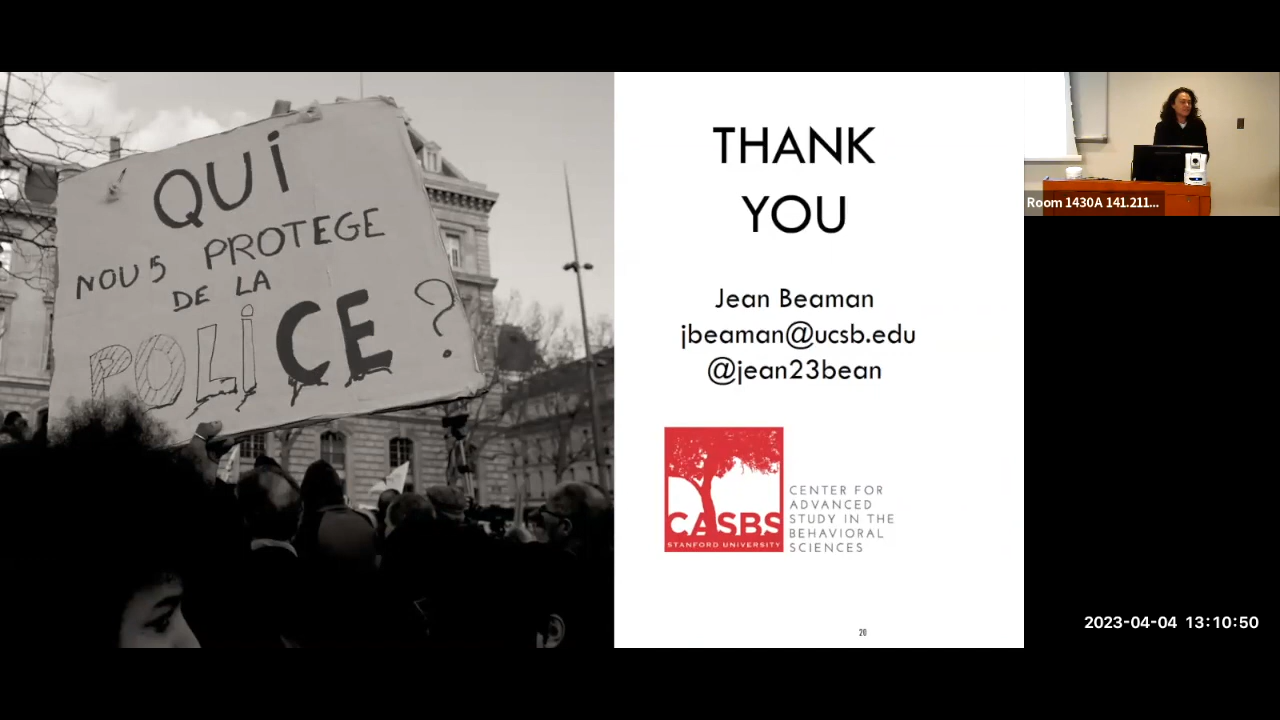 QUi
NOUS PROTEGE
DE LA
POLiCE ?
THANK
YOU
Jean Beaman
jbeaman@ucsb.edu
@jean23bean
CASBS
STANFORD UNIVERSITY
CENTER FOR
ADVANCED
STUDY IN THE
BEHAVIORAL
SCIENCES
20
Room 1430A 141.211...
2023-04-04 13:10:50